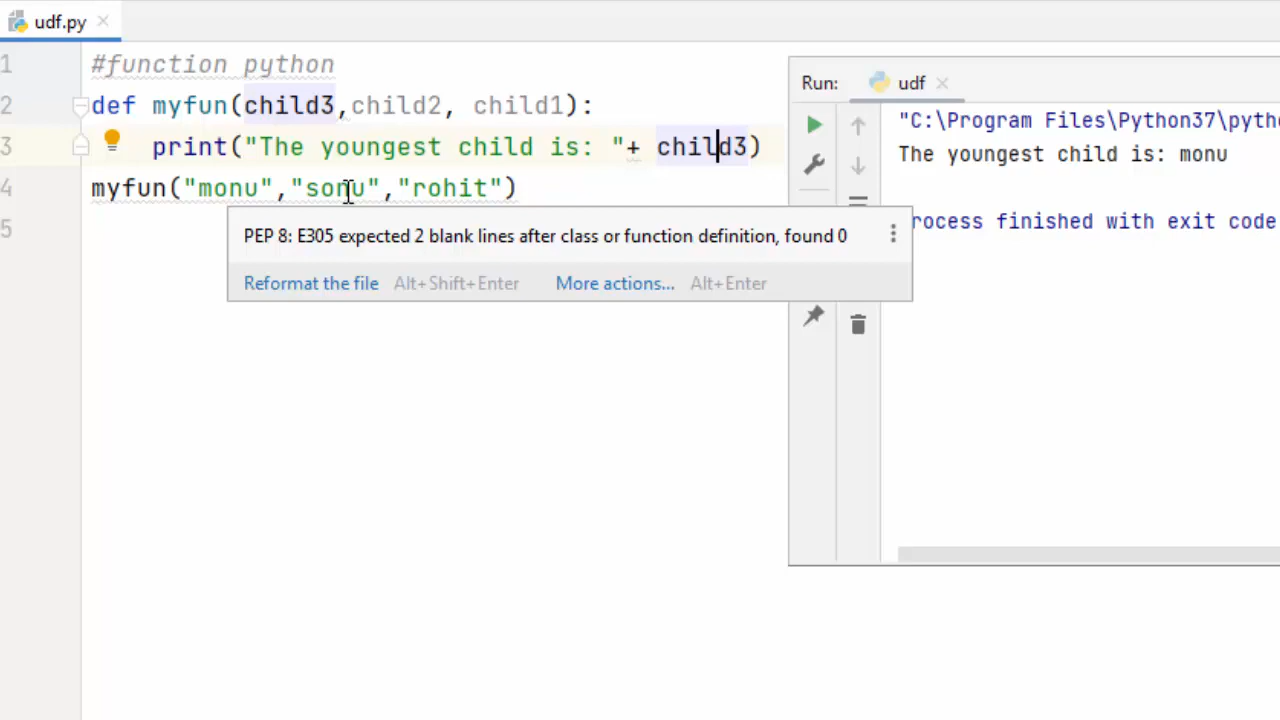 udf.py
1 #function python
2 def myfun(child3,child2, child1):
3 print("The youngest child is: "+ child3)
4 myfun("monu","sonu","rohit")
5
PEP 8: E305 expected 2 blank lines after class or function definition, found 0
Reformat the file Alt+Shift+Enter More actions... Alt+Enter
Run: udf
"C:\Program Files\Python37\pytho
The youngest child is: monu
rocess finished with exit code